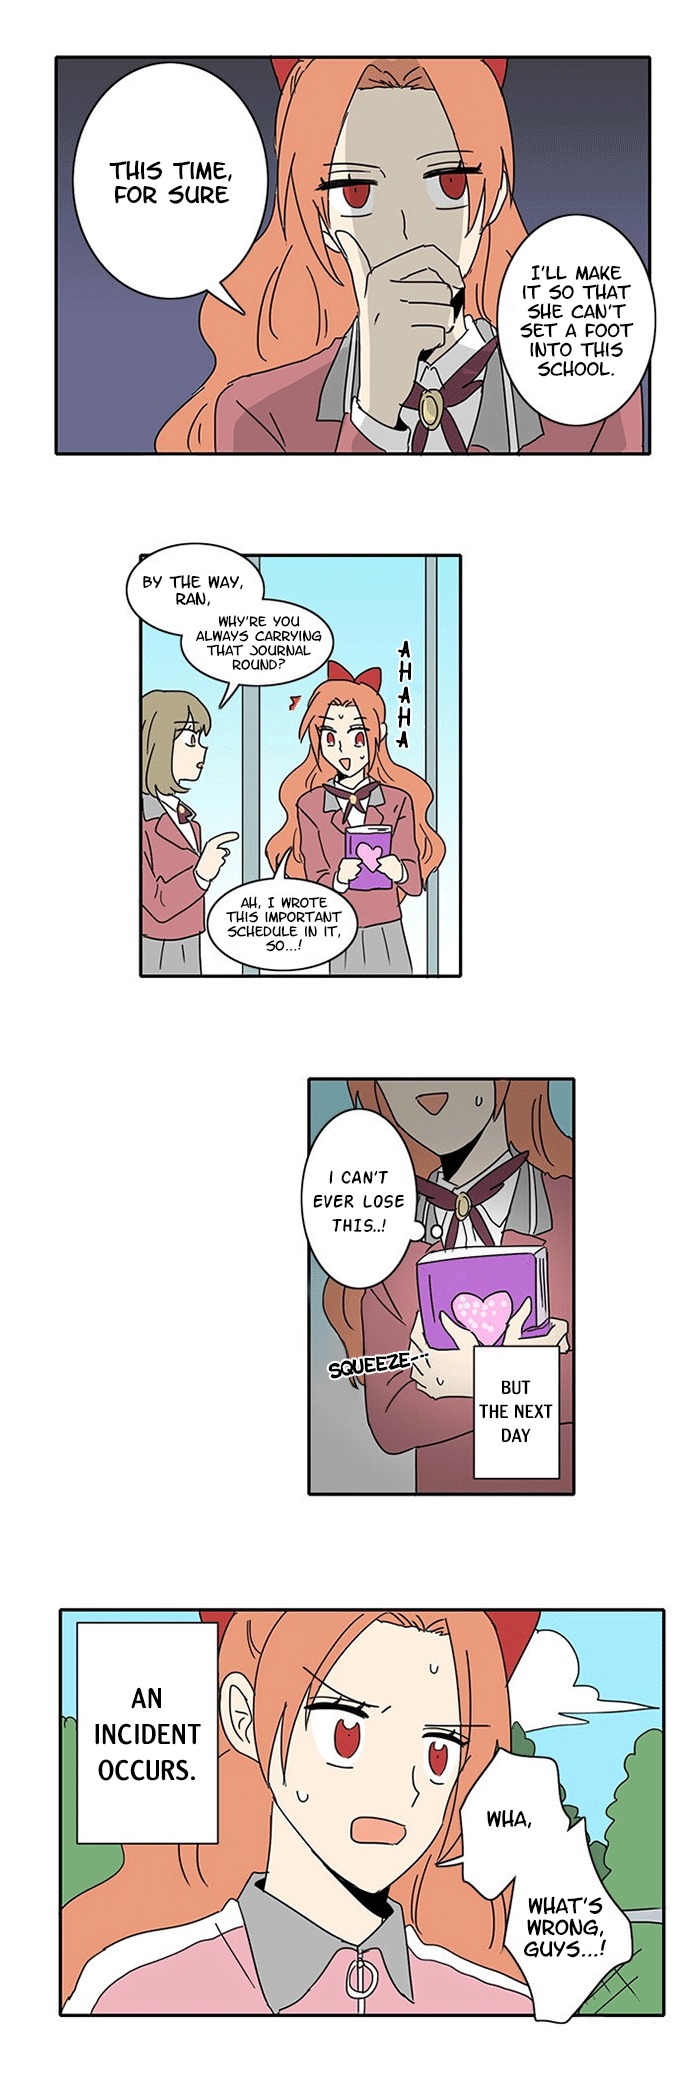 THIS TIME,
FOR SURE
I'LL MAKE
IT SO THAT
SHE CAN'T
SET A FOOT
INTO THIS
SCHOOL.
BY THE WAY,
RAN,
WHY'RE YOU
ALWAYS CARRYING
THAT JOURNAL
ROUND?
AHAHA
AH, I WROTE
THIS IMPORTANT
SCHEDULE IN IT,
SO...!
I CAN'T
EVER LOSE
THIS..!
SQUEEZE---
BUT
THE NEXT
DAY
AN
INCIDENT
OCCURS.
WHA,
WHAT'S
WRONG,
GUYS...!